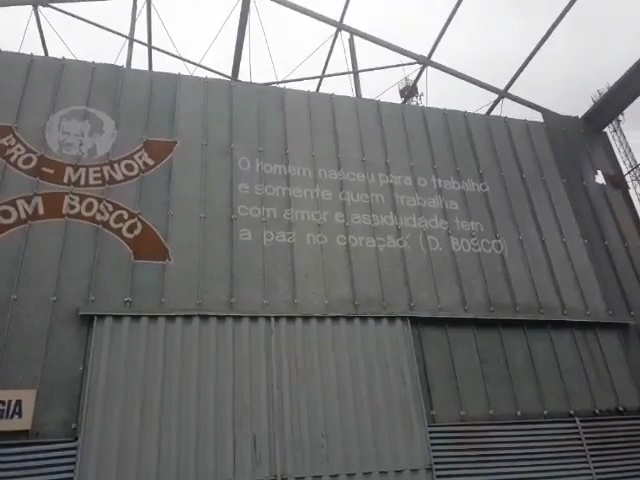 PRÓ-MENOR
OM BOSCO
O homem nasceu para o trabalho
e somente quem trabalha
com amor e assiduidade tem
a paz no coração. (D. BOSCO)
GIA